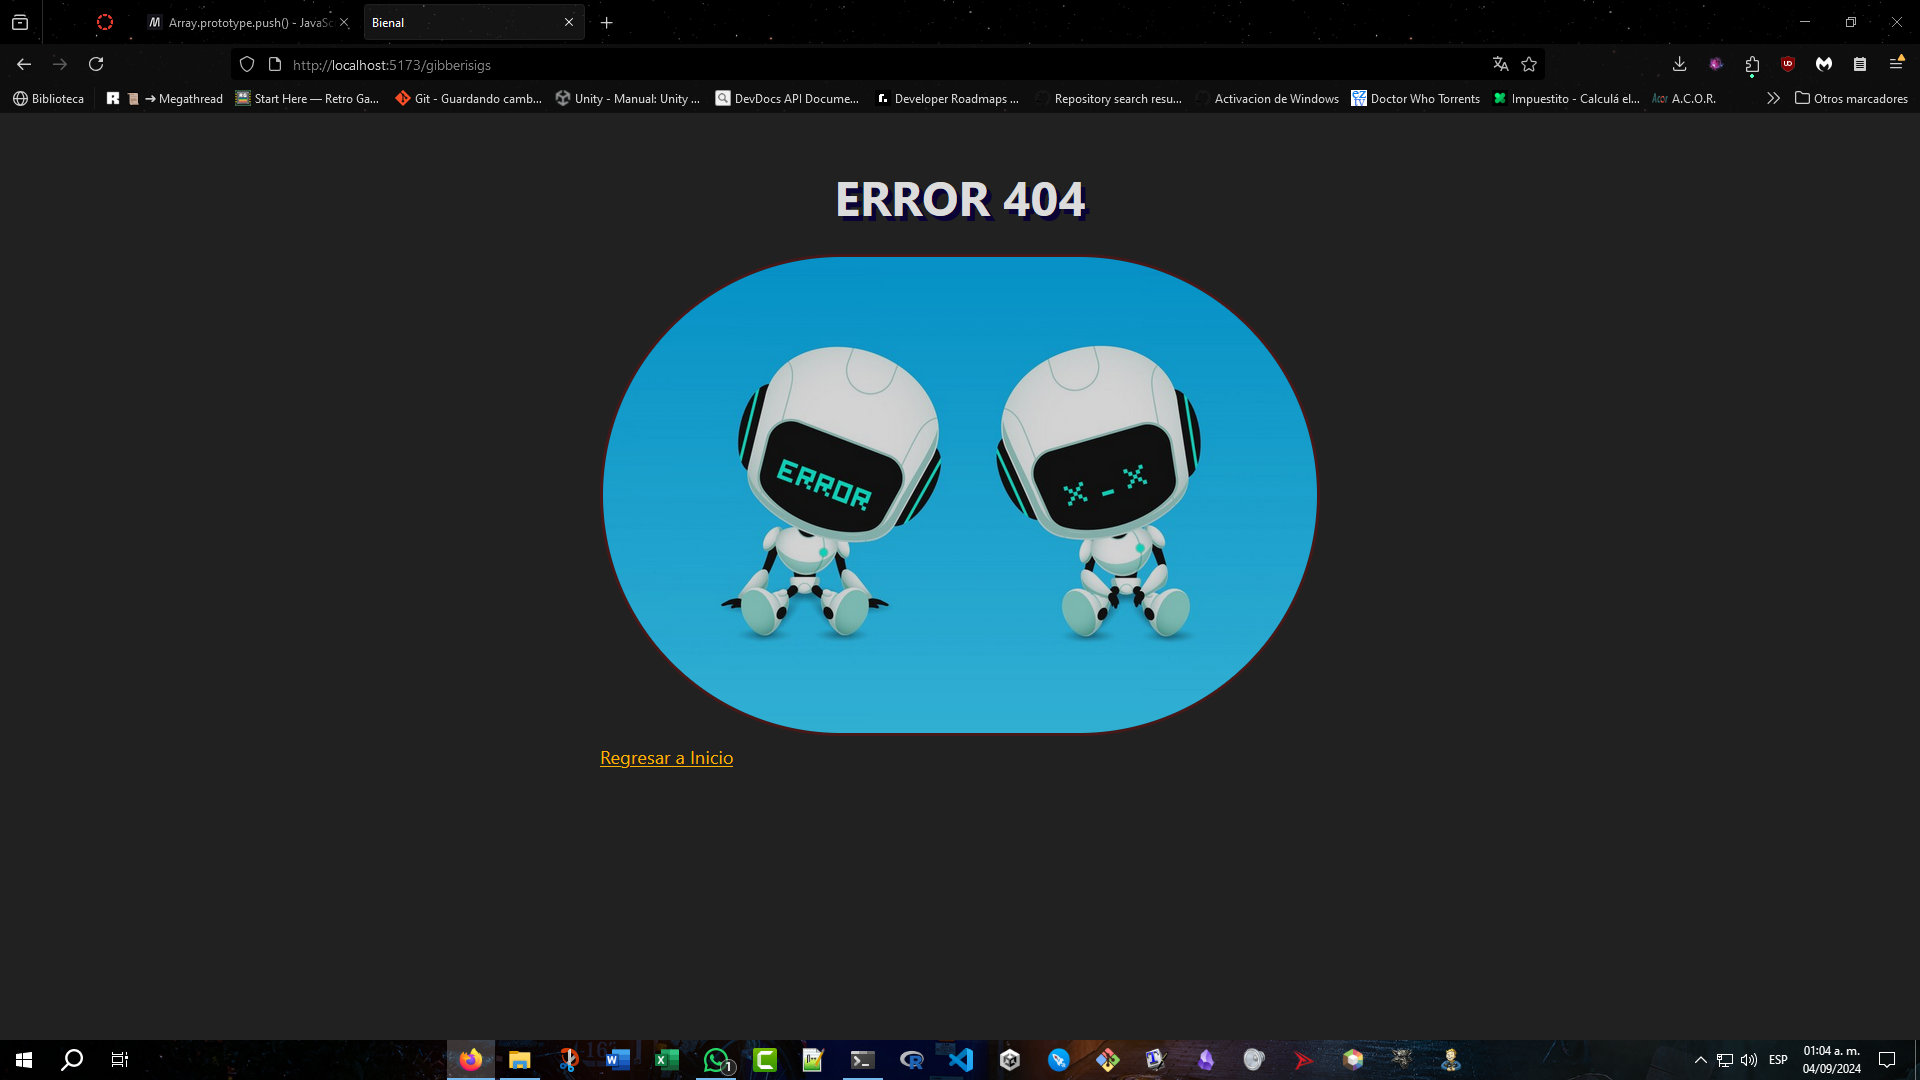 Array.prototype.push() - JavaSc
Bienal
http://localhost:5173/gibberisigs
Biblioteca
➜ Megathread
Start Here — Retro Ga...
Git - Guardando camb...
Unity - Manual: Unity ...
DevDocs API Docume...
Developer Roadmaps ...
Repository search resu...
Activacion de Windows
Doctor Who Torrents
Impuestito - Calculá el...
A.C.O.R.
Otros marcadores
ERROR 404
ERROR
x - x
Regresar a Inicio
1
ESP
01:04 a. m.
04/09/2024